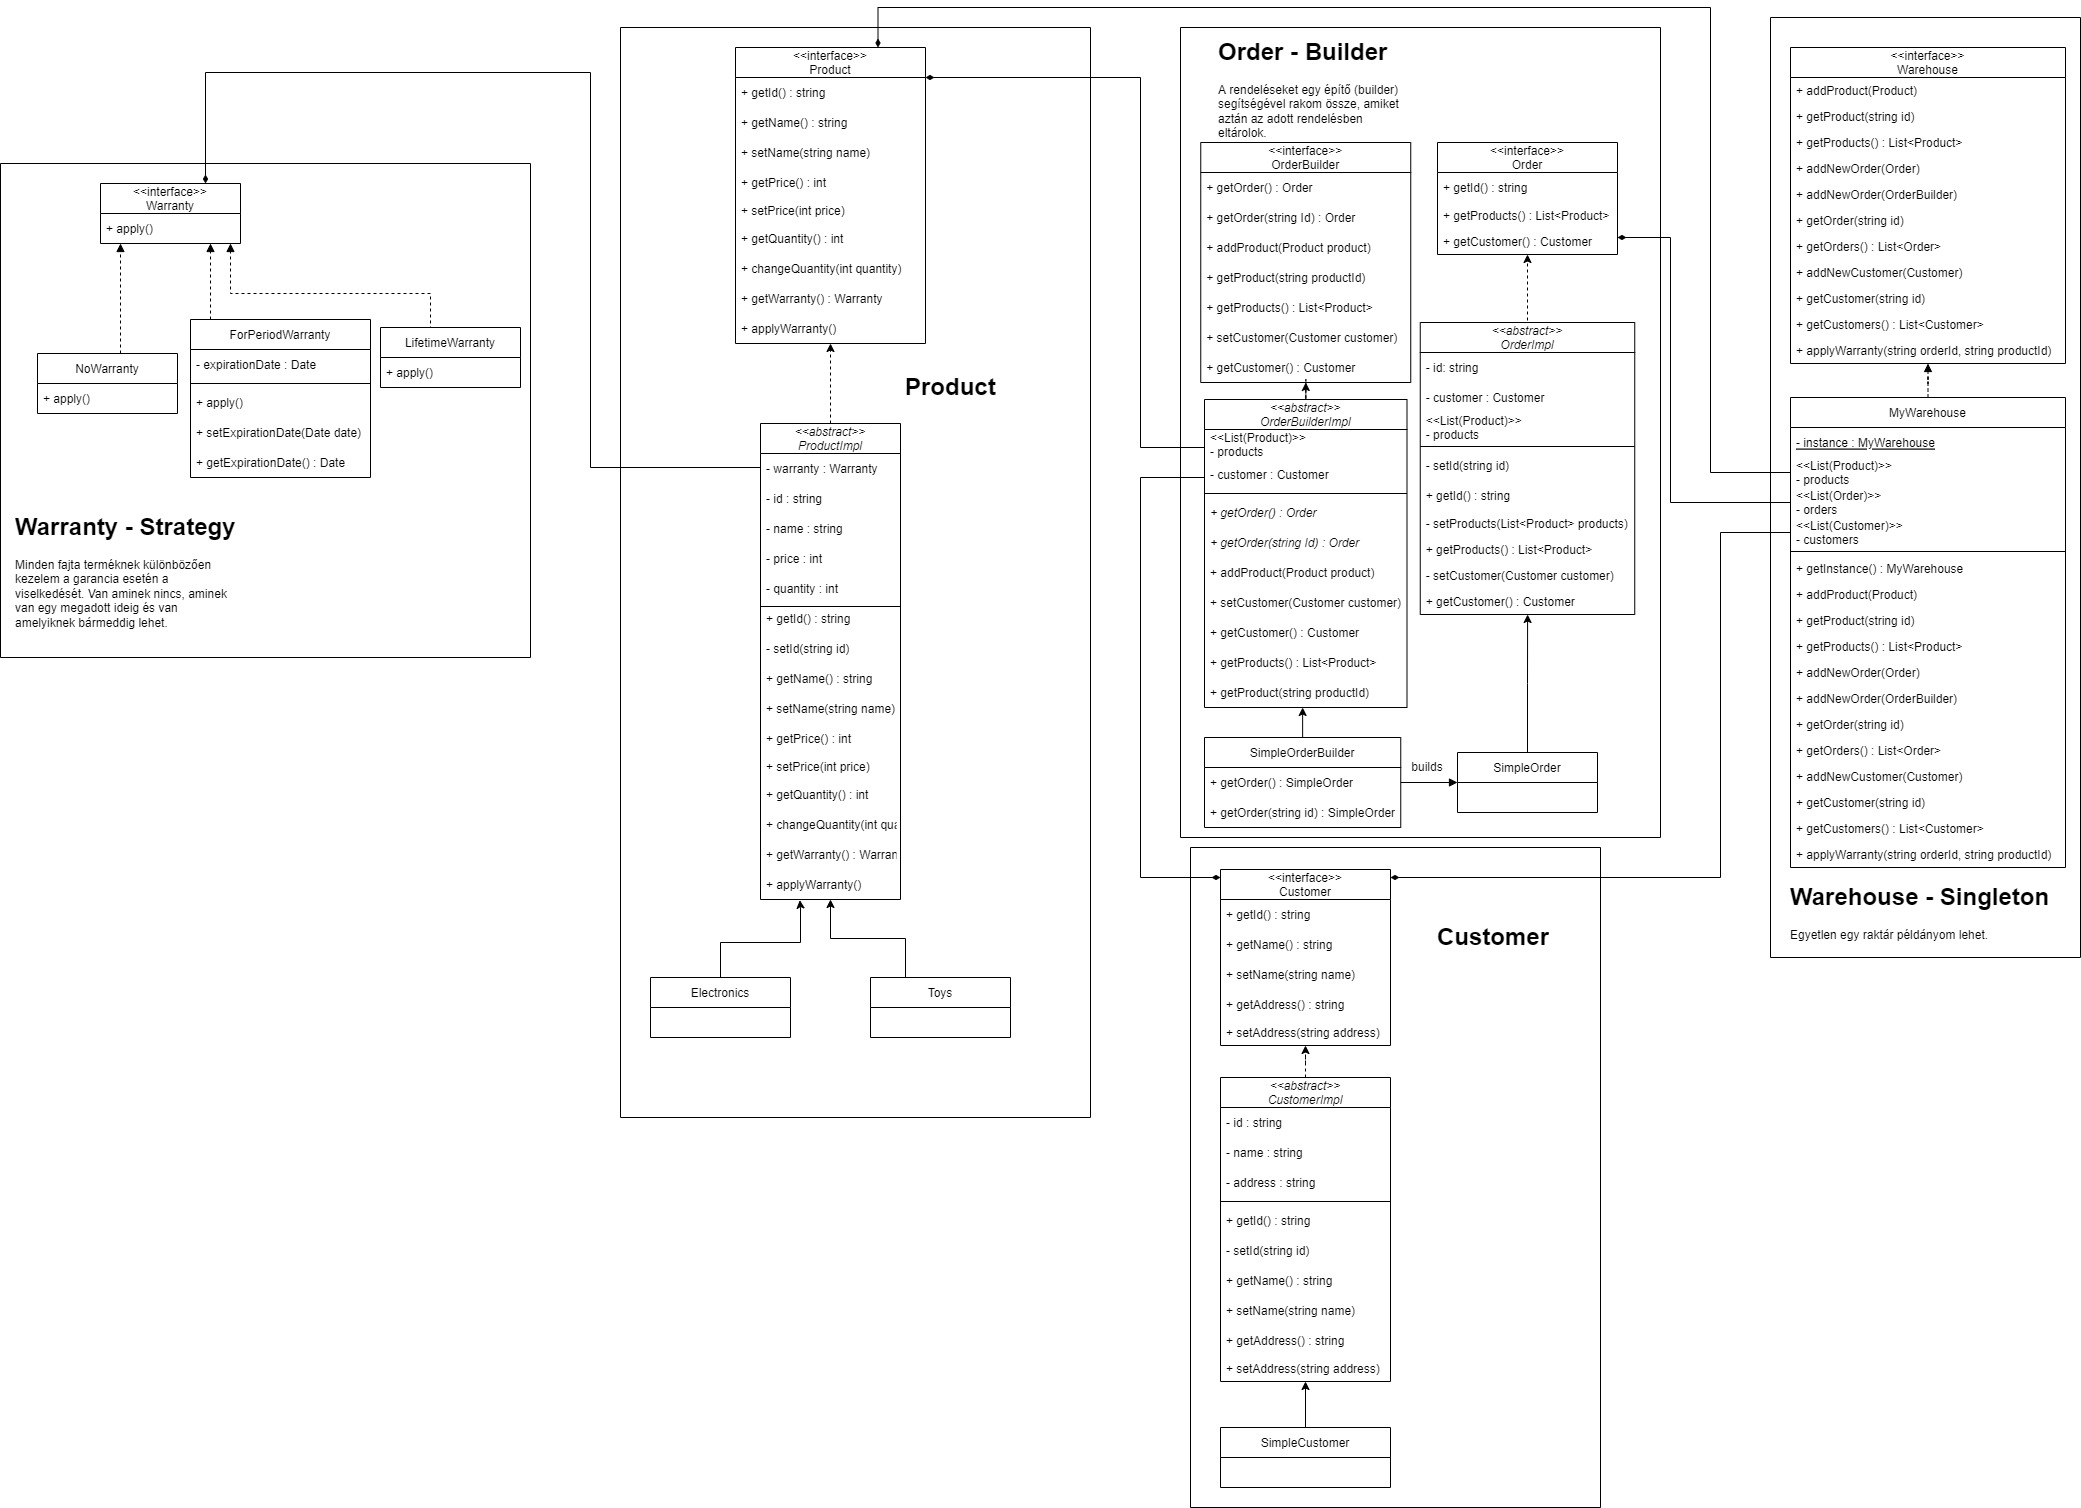 <<interface>>
Warranty
+ apply()
NoWarranty
+ apply()
ForPeriodWarranty
- expirationDate : Date
+ apply()
+ setExpirationDate(Date date)
+ getExpirationDate() : Date
LifetimeWarranty
+ apply()
Warranty - Strategy
Minden fajta terméknek különbözően
kezelem a garancia esetén a
viselkedését. Van aminek nincs, aminek
van egy megadott ideig és van
amelyiknek bármeddig lehet.
<<interface>>
Product
+ getId() : string
+ getName() : string
+ setName(string name)
+ getPrice() : int
+ setPrice(int price)
+ getQuantity() : int
+ changeQuantity(int quantity)
+ getWarranty() : Warranty
+ applyWarranty()
Product
<<abstract>>
ProductImpl
- warranty : Warranty
- id : string
- name : string
- price : int
- quantity : int
+ getId() : string
- setId(string id)
+ getName() : string
+ setName(string name)
+ getPrice() : int
+ setPrice(int price)
+ getQuantity() : int
+ changeQuantity(int qua
+ getWarranty() : Warran
+ applyWarranty()
Electronics
Toys
Order - Builder
A rendeléseket egy építő (builder)
segítségével rakom össze, amiket
aztán az adott rendelésben
eltárolok.
<<interface>>
OrderBuilder
+ getOrder() : Order
+ getOrder(string Id) : Order
+ addProduct(Product product)
+ getProduct(string productId)
+ getProducts() : List<Product>
+ setCustomer(Customer customer)
+ getCustomer() : Customer
<<interface>>
Order
+ getId() : string
+ getProducts() : List<Product>
+ getCustomer() : Customer
<<abstract>>
OrderBuilderImpl
<<List(Product)>>
- products
- customer : Customer
+ getOrder() : Order
+ getOrder(string Id) : Order
+ addProduct(Product product)
+ setCustomer(Customer customer)
+ getCustomer() : Customer
+ getProducts() : List<Product>
+ getProduct(string productId)
<<abstract>>
OrderImpl
- id: string
- customer : Customer
<<List(Product)>>
- products
- setId(string id)
+ getId() : string
- setProducts(List<Product> products)
+ getProducts() : List<Product>
- setCustomer(Customer customer)
+ getCustomer() : Customer
SimpleOrderBuilder
+ getOrder() : SimpleOrder
+ getOrder(string id) : SimpleOrder
builds
SimpleOrder
<<interface>>
Customer
+ getId() : string
+ getName() : string
+ setName(string name)
+ getAddress() : string
+ setAddress(string address)
Customer
<<abstract>>
CustomerImpl
- id : string
- name : string
- address : string
+ getId() : string
- setId(string id)
+ getName() : string
+ setName(string name)
+ getAddress() : string
+ setAddress(string address)
SimpleCustomer
<<interface>>
Warehouse
+ addProduct(Product)
+ getProduct(string id)
+ getProducts() : List<Product>
+ addNewOrder(Order)
+ addNewOrder(OrderBuilder)
+ getOrder(string id)
+ getOrders() : List<Order>
+ addNewCustomer(Customer)
+ getCustomer(string id)
+ getCustomers() : List<Customer>
+ applyWarranty(string orderId, string productId)
MyWarehouse
- instance : MyWarehouse
<<List(Product)>>
- products
<<List(Order)>>
- orders
<<List(Customer)>>
- customers
+ getInstance() : MyWarehouse
+ addProduct(Product)
+ getProduct(string id)
+ getProducts() : List<Product>
+ addNewOrder(Order)
+ addNewOrder(OrderBuilder)
+ getOrder(string id)
+ getOrders() : List<Order>
+ addNewCustomer(Customer)
+ getCustomer(string id)
+ getCustomers() : List<Customer>
+ applyWarranty(string orderId, string productId)
Warehouse - Singleton
Egyetlen egy raktár példányom lehet.